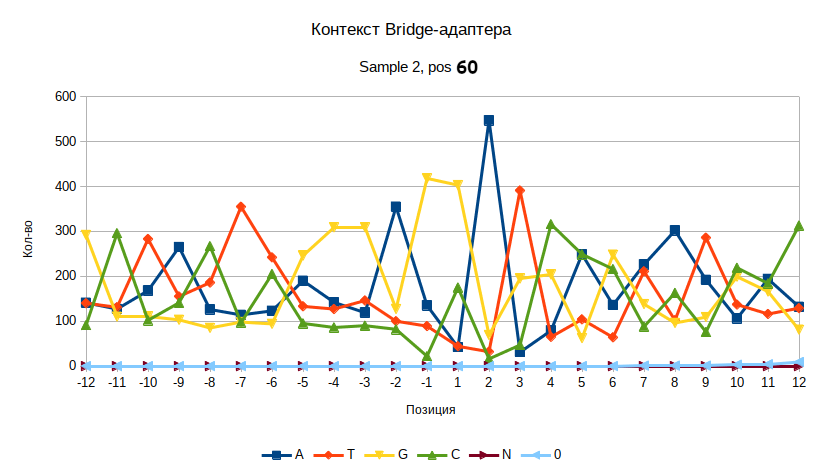 Контекст Bridge-адаптера
Sample 2, pos 60
600
500
400
300
200
100
0
Кол-во
-12 -11 -10 -9 -8 -7 -6 -5 -4 -3 -2 -1 1 2 3 4 5 6 7 8 9 10 11 12
Позиция
A T G C N 0